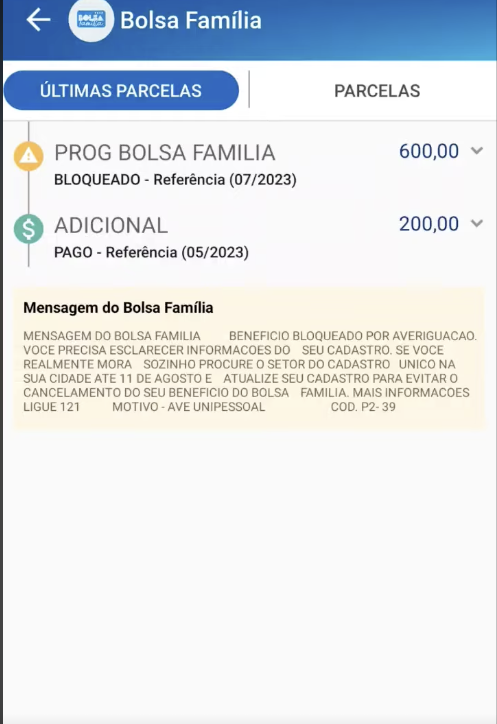 BOLSA
família
Bolsa Família
ÚLTIMAS PARCELAS
PARCELAS
PROG BOLSA FAMILIA
600,00
BLOQUEADO - Referência (07/2023)
$
ADICIONAL
200,00
PAGO - Referência (05/2023)
Mensagem do Bolsa Família
MENSAGEM DO BOLSA FAMILIA BENEFICIO BLOQUEADO POR AVERIGUACAO.
VOCE PRECISA ESCLARECER INFORMACOES DO SEU CADASTRO. SE VOCE
REALMENTE MORA SOZINHO PROCURE O SETOR DO CADASTRO UNICO NA
SUA CIDADE ATE 11 DE AGOSTO E ATUALIZE SEU CADASTRO PARA EVITAR O
CANCELAMENTO DO SEU BENEFICIO DO BOLSA FAMILIA. MAIS INFORMACOES
LIGUE 121 MOTIVO - AVE UNIPESSOAL COD. P2- 39